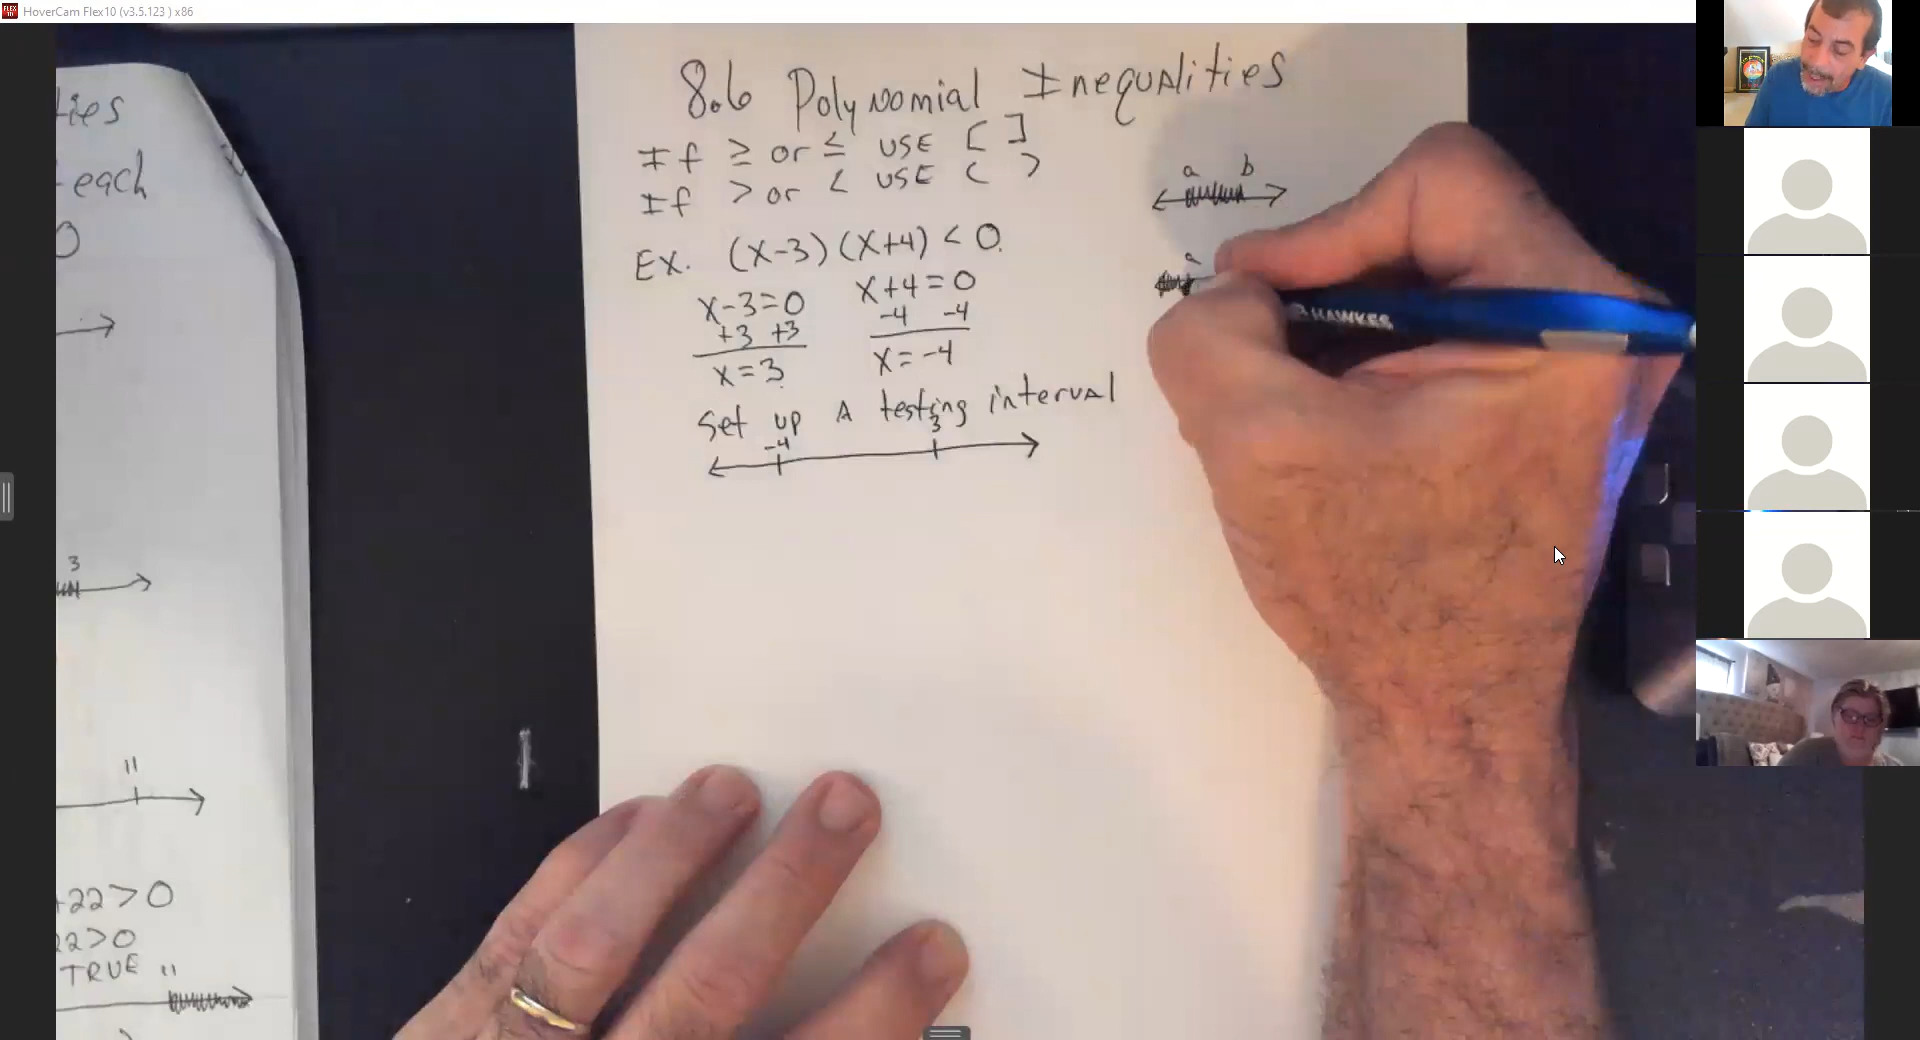 HoverCam Flex10 (v3.5.123 ) x86
8.6 Polynomial Inequalities
If ≥ or ≤ USE [ ]
If > or < USE ( )
a b
Ex. (x-3)(x+4) < 0
a
x-3=0 x+4=0
+3 +3 -4 -4
x=3 x=-4
Set up A testing interval
-4 3
HAWKES
ties
each
0
3
11
+22>0
22>0
TRUE 11